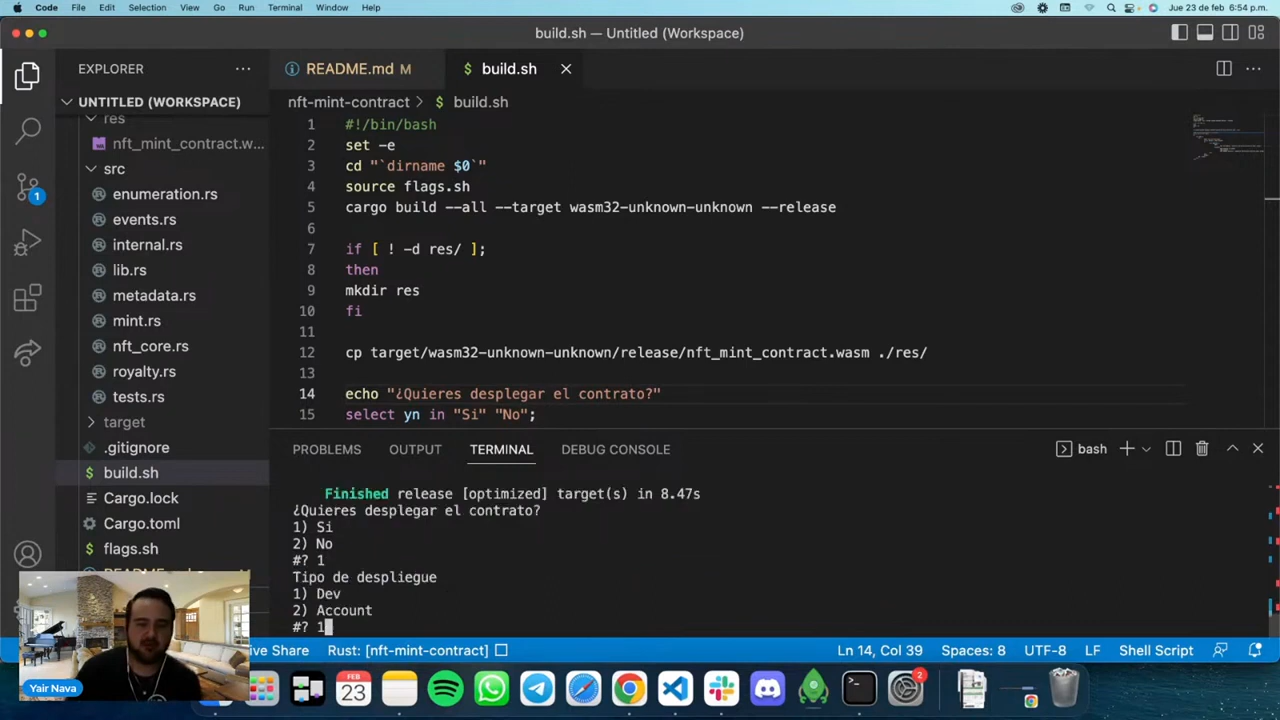 Code File Edit Selection View Go Run Terminal Window Help Jue 23 de feb 6:54 p.m.
build.sh — Untitled (Workspace)
EXPLORER
README.md M
build.sh
UNTITLED (WORKSPACE)
nft-mint-contract > build.sh
res
nft_mint_contract.w...
src
enumeration.rs
events.rs
internal.rs
lib.rs
metadata.rs
mint.rs
nft_core.rs
royalty.rs
tests.rs
target
.gitignore
build.sh
Cargo.lock
Cargo.toml
flags.sh
1
1 #!/bin/bash
2 set -e
3 cd "`dirname $0`"
4 source flags.sh
5 cargo build --all --target wasm32-unknown-unknown --release
6
7 if [ ! -d res/ ];
8 then
9 mkdir res
10 fi
11
12 cp target/wasm32-unknown-unknown/release/nft_mint_contract.wasm ./res/
13
14 echo "¿Quieres desplegar el contrato?"
15 select yn in "Si" "No";
PROBLEMS OUTPUT TERMINAL DEBUG CONSOLE bash
Finished release [optimized] target(s) in 8.47s
¿Quieres desplegar el contrato?
1) Si
2) No
#? 1
Tipo de despliegue
1) Dev
2) Account
#? 1
Live Share Rust: [nft-mint-contract] Ln 14, Col 39 Spaces: 8 UTF-8 LF Shell Script
Yair Nava
FEB
23
2